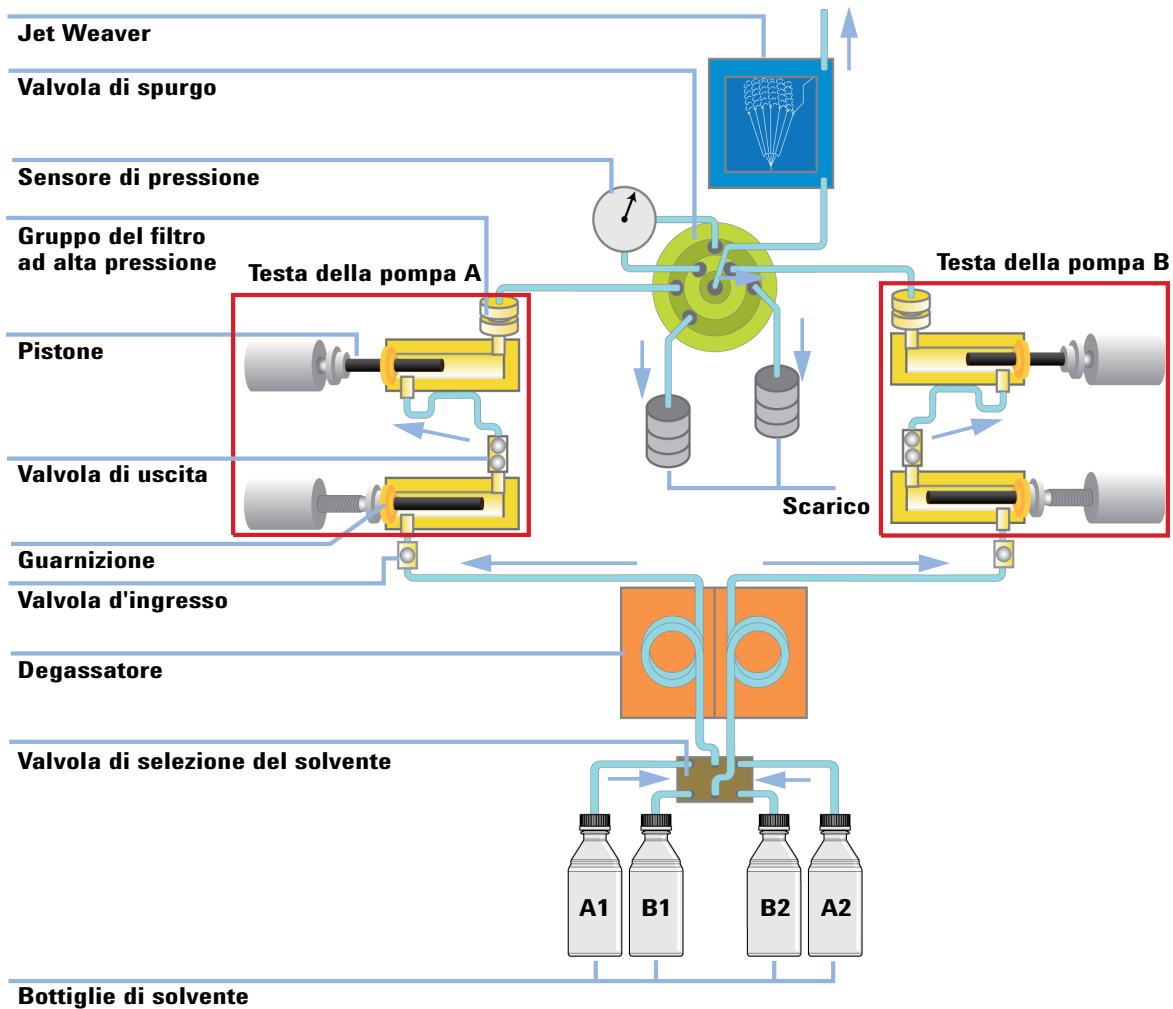 Jet Weaver
Valvola di spurgo
Sensore di pressione
Gruppo del filtro
ad alta pressione
Testa della pompa A
Testa della pompa B
Pistone
Valvola di uscita
Scarico
Guarnizione
Valvola d'ingresso
Degassatore
Valvola di selezione del solvente
A1
B1
B2
A2
Bottiglie di solvente